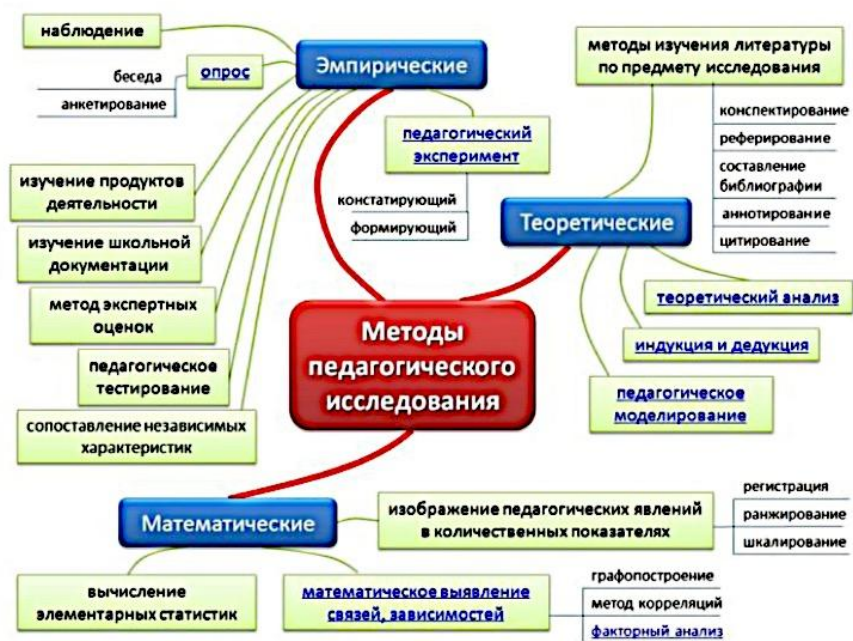 Методы
педагогического
исследования
Эмпирические
наблюдение
опрос
беседа
анкетирование
педагогический
эксперимент
констатирующий
формирующий
изучение продуктов
деятельности
изучение школьной
документации
метод экспертных
оценок
педагогическое
тестирование
сопоставление независимых
характеристик
Теоретические
методы изучения литературы
по предмету исследования
конспектирование
реферирование
составление
библиографии
аннотирование
цитирование
теоретический анализ
индукция и дедукция
педагогическое
моделирование
Математические
изображение педагогических явлений
в количественных показателях
регистрация
ранжирование
шкалирование
вычисление
элементарных статистик
математическое выявление
связей, зависимостей
графопостроение
метод корреляций
факторный анализ